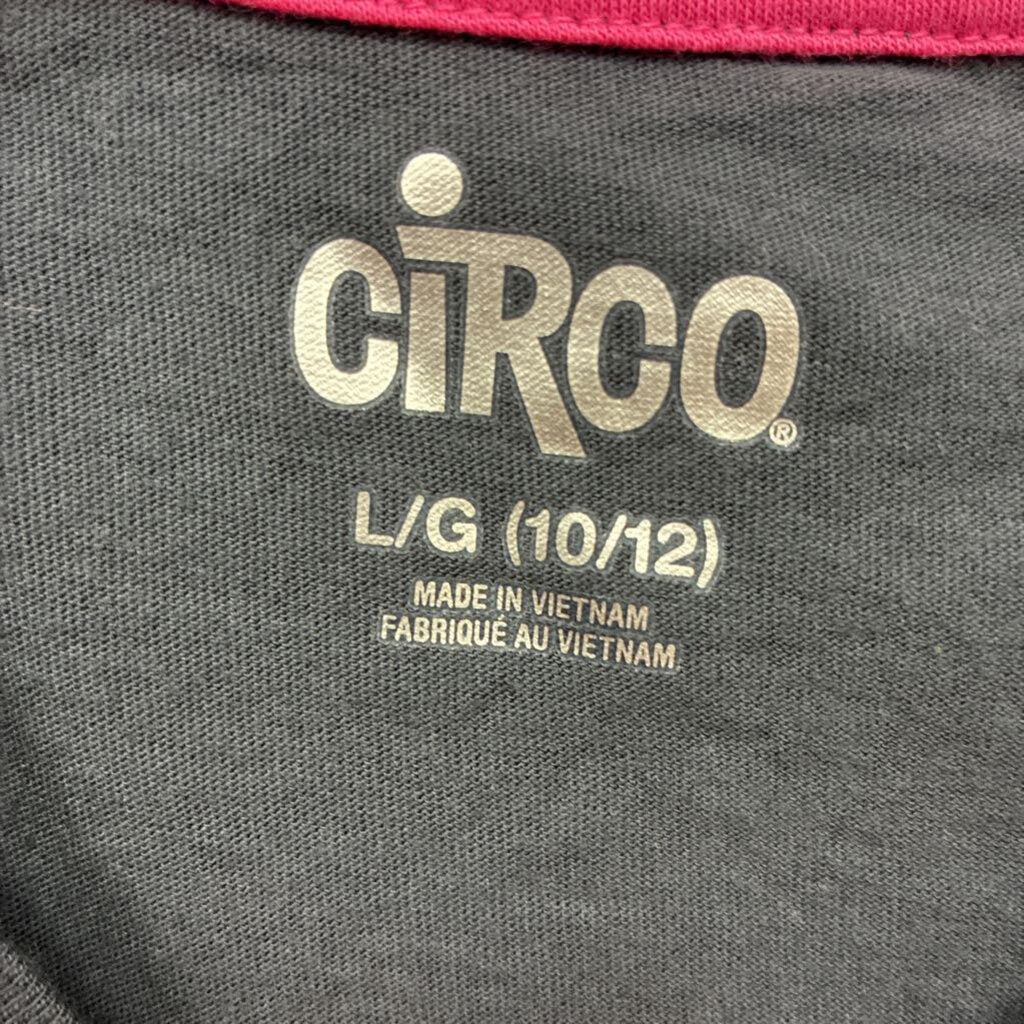 CiRCO®
L/G (10/12)
MADE IN VIETNAM
FABRIQUÉ AU VIETNAM